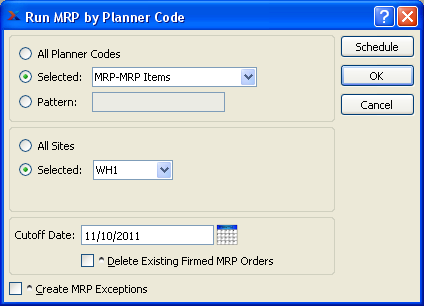 Run MRP by Planner Code
All Planner Codes
Schedule
Selected: MRP-MRP Items
OK
Pattern:
Cancel
All Sites
Selected: WH1
Cutoff Date: 11/10/2011
^ Delete Existing Firmed MRP Orders
^ Create MRP Exceptions